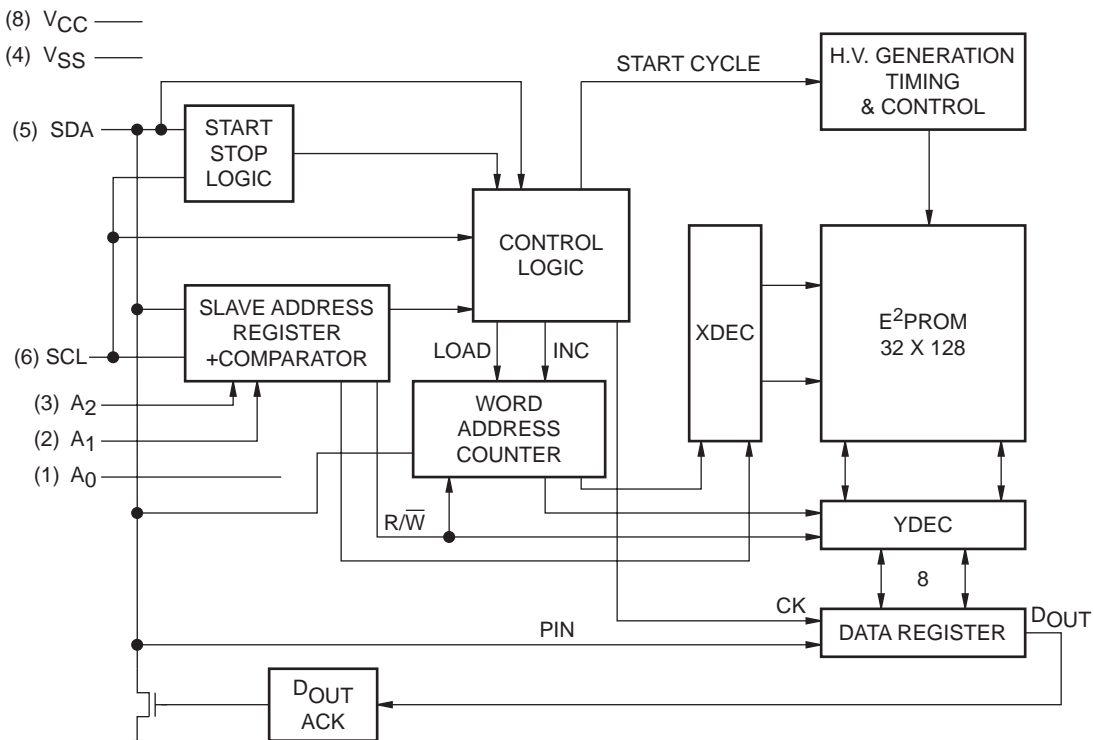 (8) VCC
(4) VSS
START CYCLE
H.V. GENERATION
TIMING
& CONTROL
(5) SDA
START
STOP
LOGIC
CONTROL
LOGIC
SLAVE ADDRESS
REGISTER
+COMPARATOR
XDEC
E²PROM
32 X 128
(6) SCL
LOAD
INC
(3) A2
(2) A1
(1) A0
WORD
ADDRESS
COUNTER
R/W̅
YDEC
8
CK
PIN
DATA REGISTER
DOUT
DOUT
ACK